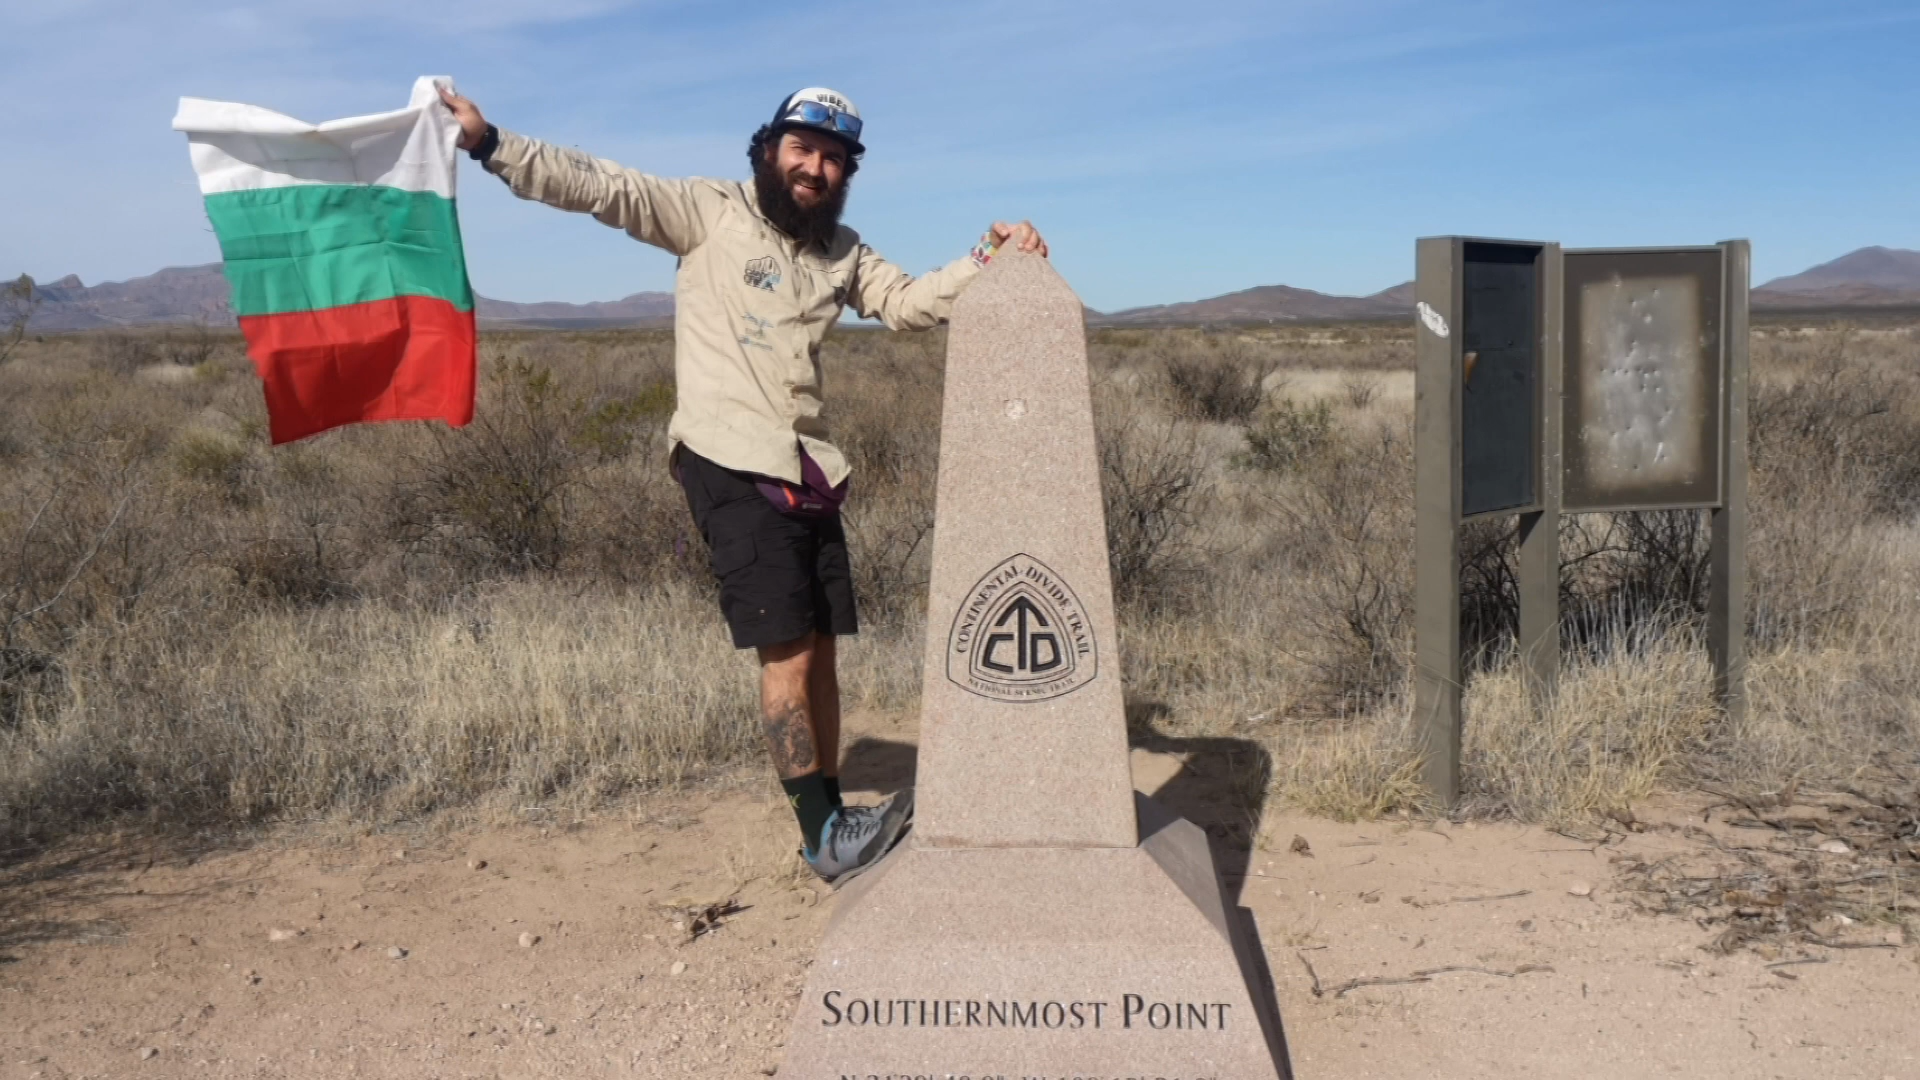 VIBES
CONTINENTAL DIVIDE TRAIL
CTD
NATIONAL SCENIC TRAIL
SOUTHERNMOST POINT